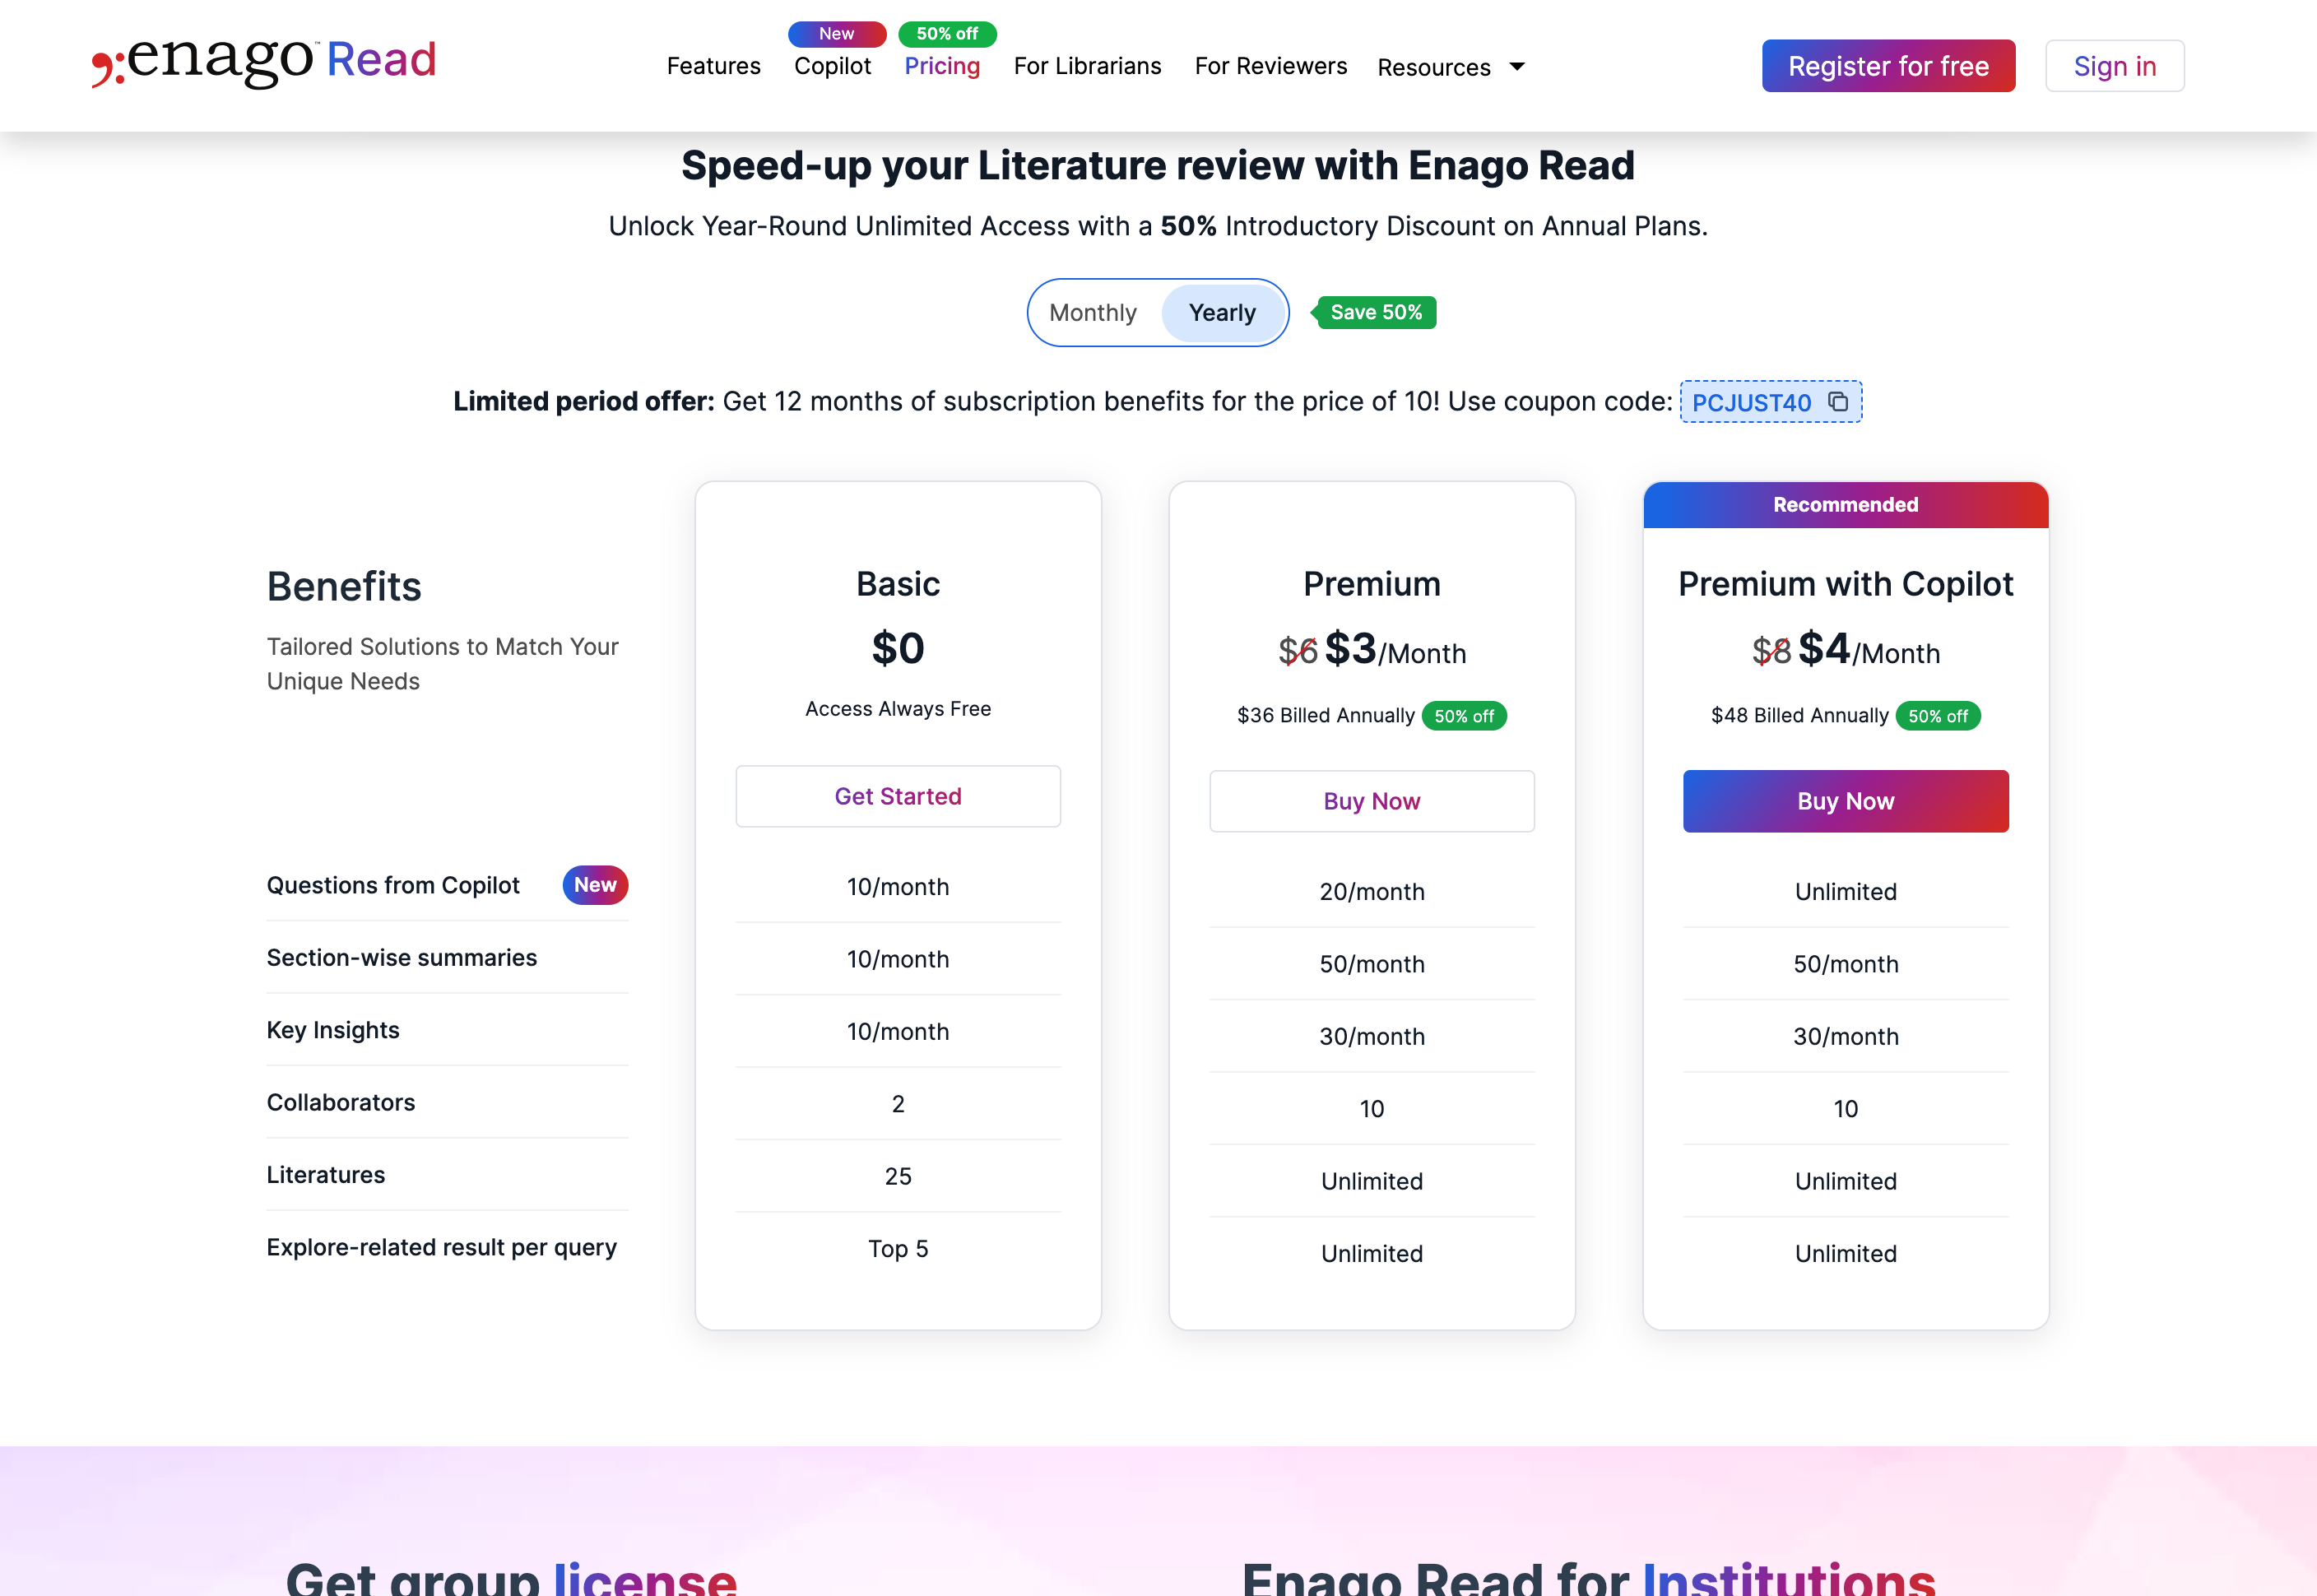 enago™ Read
Features
New
Copilot
50% off
Pricing
For Librarians
For Reviewers
Resources
Register for free
Sign in
Speed-up your Literature review with Enago Read
Unlock Year-Round Unlimited Access with a 50% Introductory Discount on Annual Plans.
Monthly
Yearly
Save 50%
Limited period offer: Get 12 months of subscription benefits for the price of 10! Use coupon code: PCJUST40
Benefits
Tailored Solutions to Match Your
Unique Needs
Questions from Copilot New
Section-wise summaries
Key Insights
Collaborators
Literatures
Explore-related result per query
Basic
$0
Access Always Free
Get Started
10/month
10/month
10/month
2
25
Top 5
Premium
$6 $3/Month
$36 Billed Annually 50% off
Buy Now
20/month
50/month
30/month
10
Unlimited
Unlimited
Recommended
Premium with Copilot
$8 $4/Month
$48 Billed Annually 50% off
Buy Now
Unlimited
50/month
30/month
10
Unlimited
Unlimited
Get group license
Enago Read for Institutions